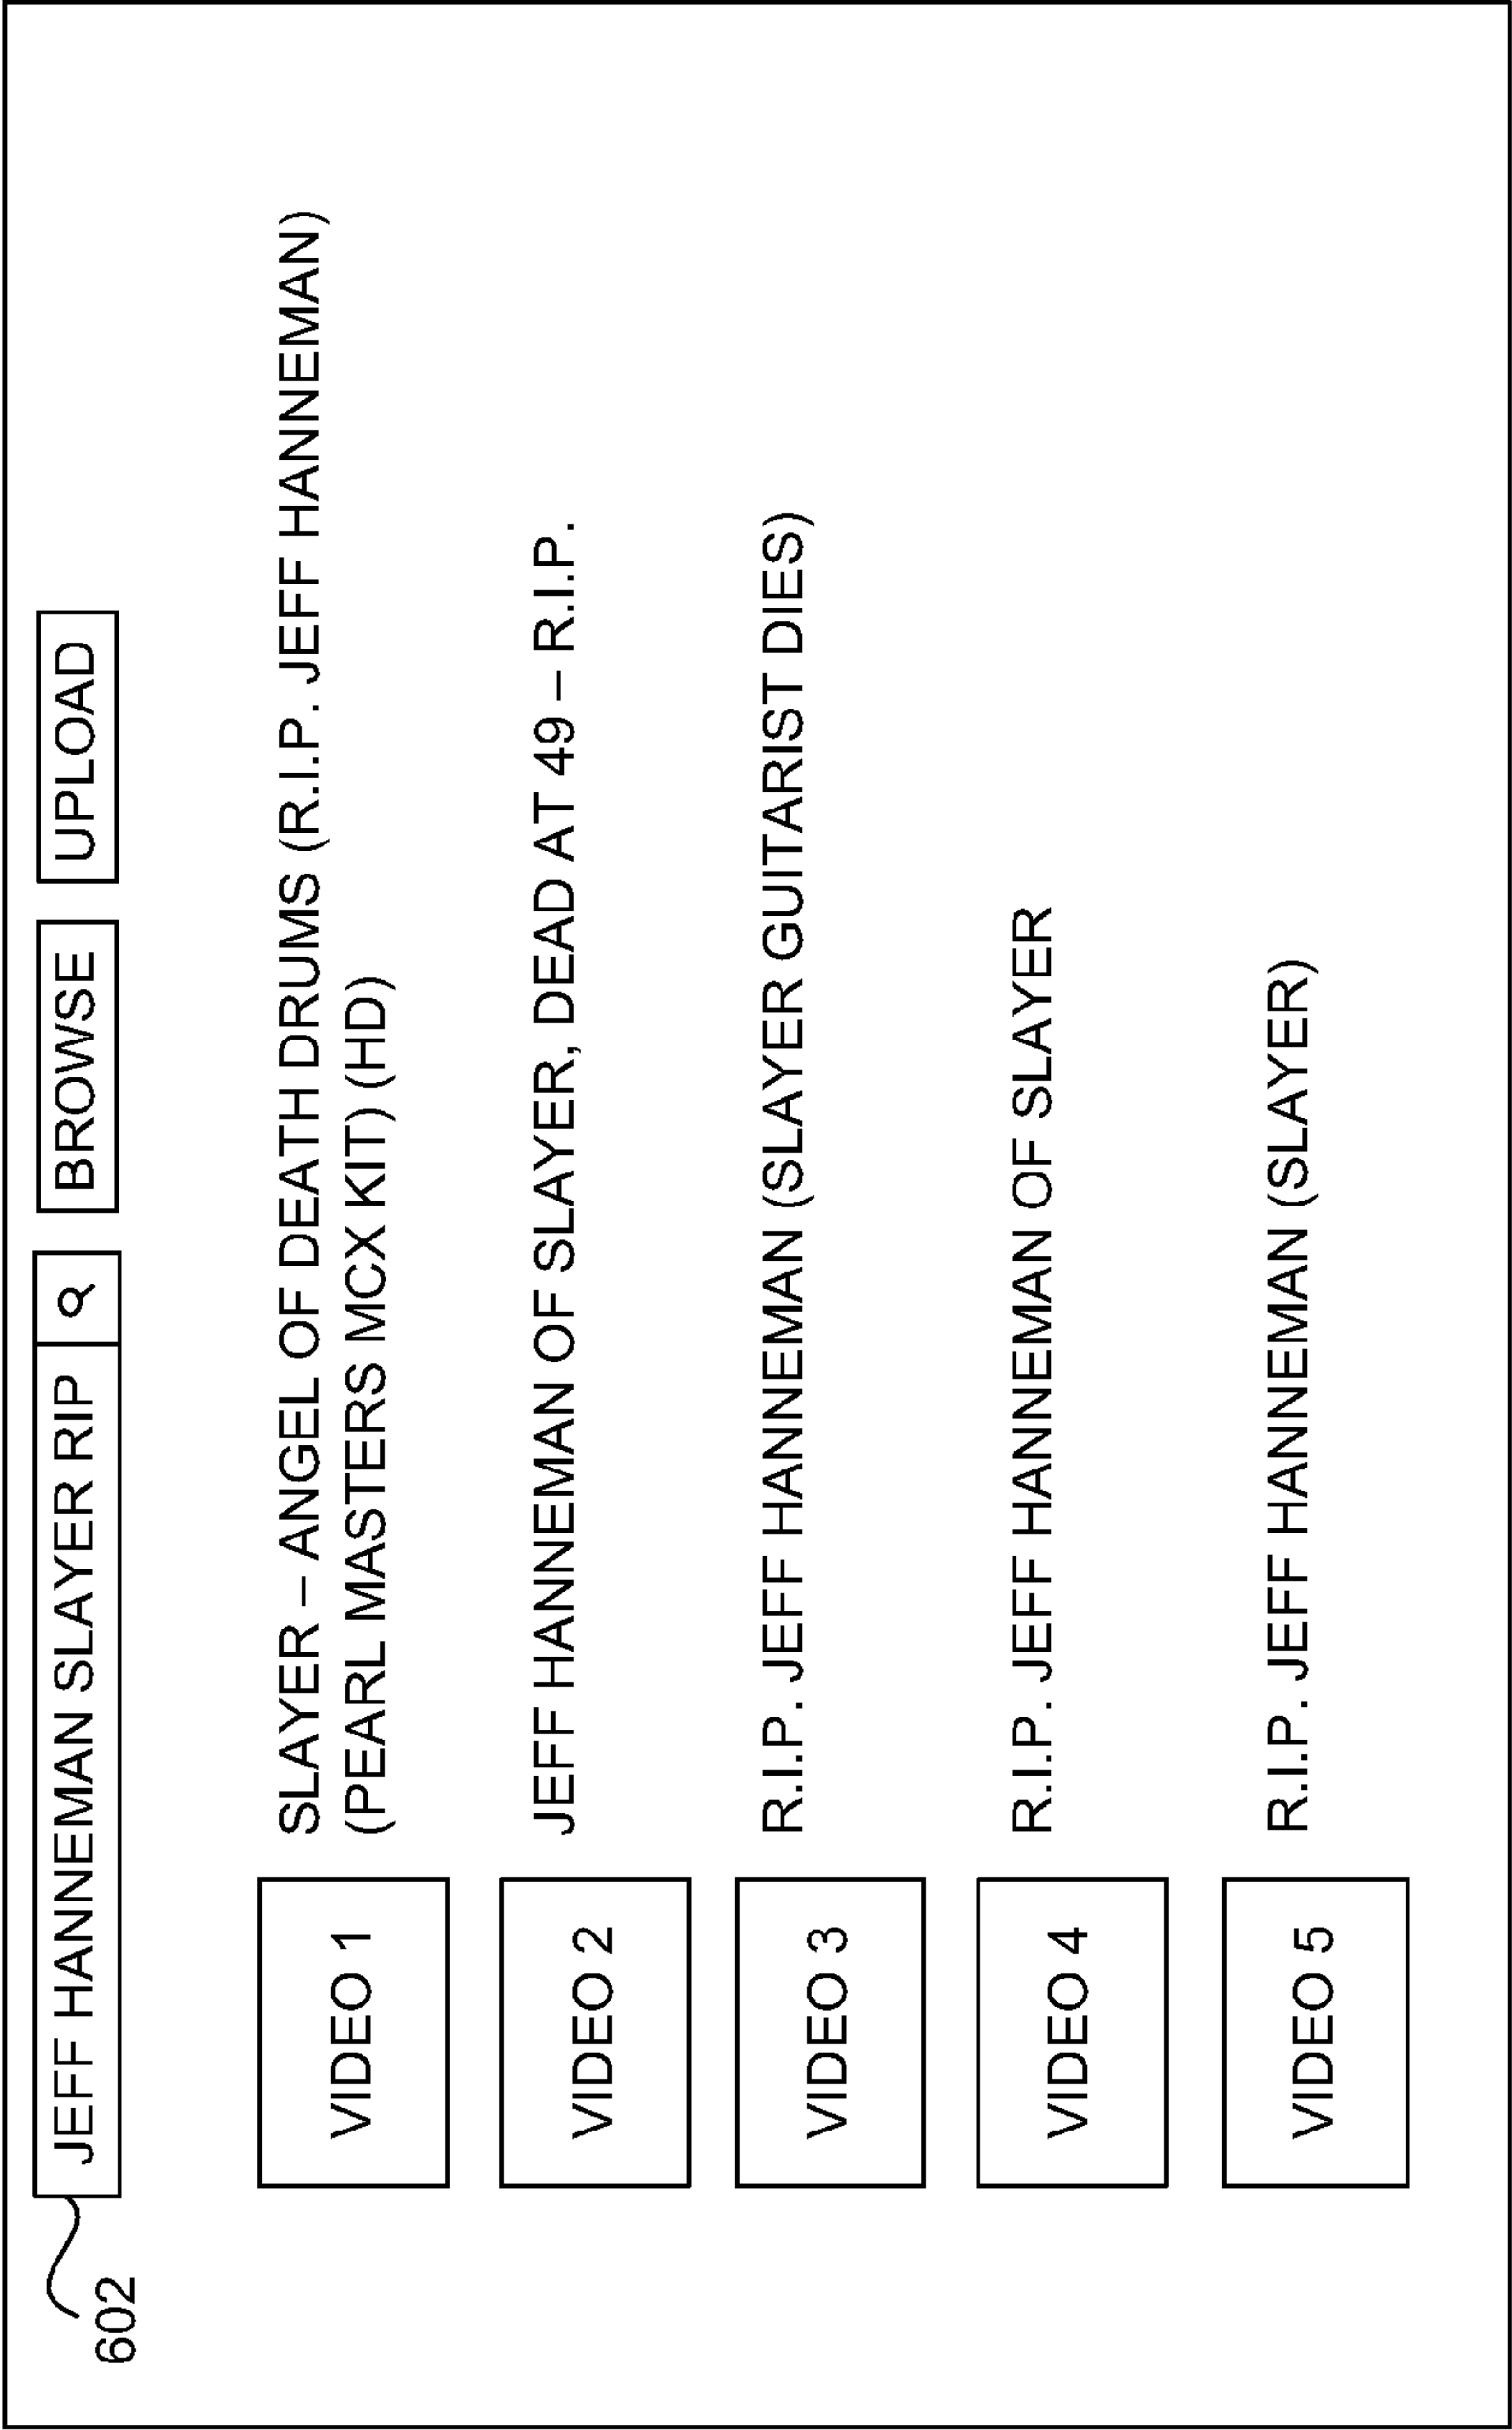 JEFF HANNEMAN SLAYER RIP
BROWSE
UPLOAD
602
VIDEO 1
SLAYER – ANGEL OF DEATH DRUMS (R.I.P. JEFF HANNEMAN)
(PEARL MASTERS MCX KIT) (HD)
VIDEO 2
JEFF HANNEMAN OF SLAYER, DEAD AT 49 – R.I.P.
VIDEO 3
R.I.P. JEFF HANNEMAN (SLAYER GUITARIST DIES)
VIDEO 4
R.I.P. JEFF HANNEMAN OF SLAYER
VIDEO 5
R.I.P. JEFF HANNEMAN (SLAYER)